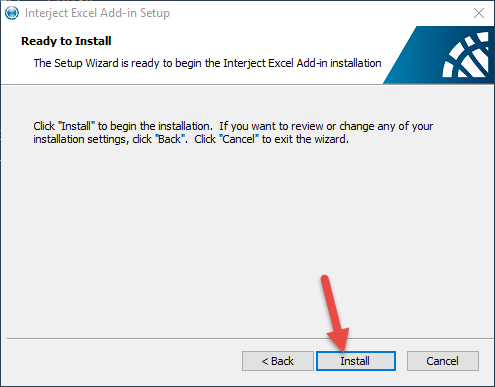 Interject Excel Add-in Setup
Ready to Install
The Setup Wizard is ready to begin the Interject Excel Add-in installation
Click "Install" to begin the installation. If you want to review or change any of your
installation settings, click "Back". Click "Cancel" to exit the wizard.
< Back Install Cancel